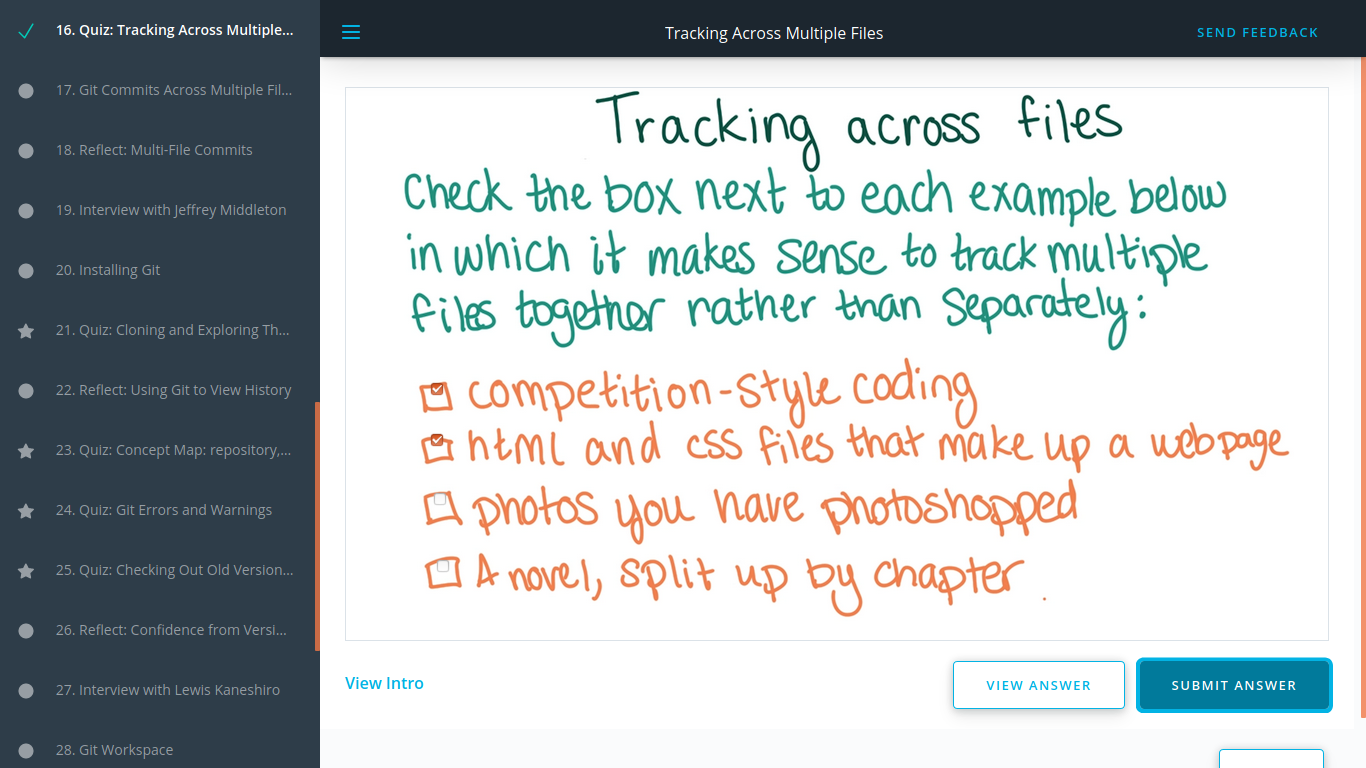 16. Quiz: Tracking Across Multiple...
17. Git Commits Across Multiple Fil...
18. Reflect: Multi-File Commits
19. Interview with Jeffrey Middleton
20. Installing Git
21. Quiz: Cloning and Exploring Th...
22. Reflect: Using Git to View History
23. Quiz: Concept Map: repository,...
24. Quiz: Git Errors and Warnings
25. Quiz: Checking Out Old Version...
26. Reflect: Confidence from Versi...
27. Interview with Lewis Kaneshiro
28. Git Workspace
Tracking Across Multiple Files
SEND FEEDBACK
Tracking across files
Check the box next to each example below
in which it makes sense to track multiple
files together rather than separately:
competition-style coding
html and css files that make up a webpage
photos you have photoshopped
A novel, split up by chapter
View Intro
VIEW ANSWER
SUBMIT ANSWER